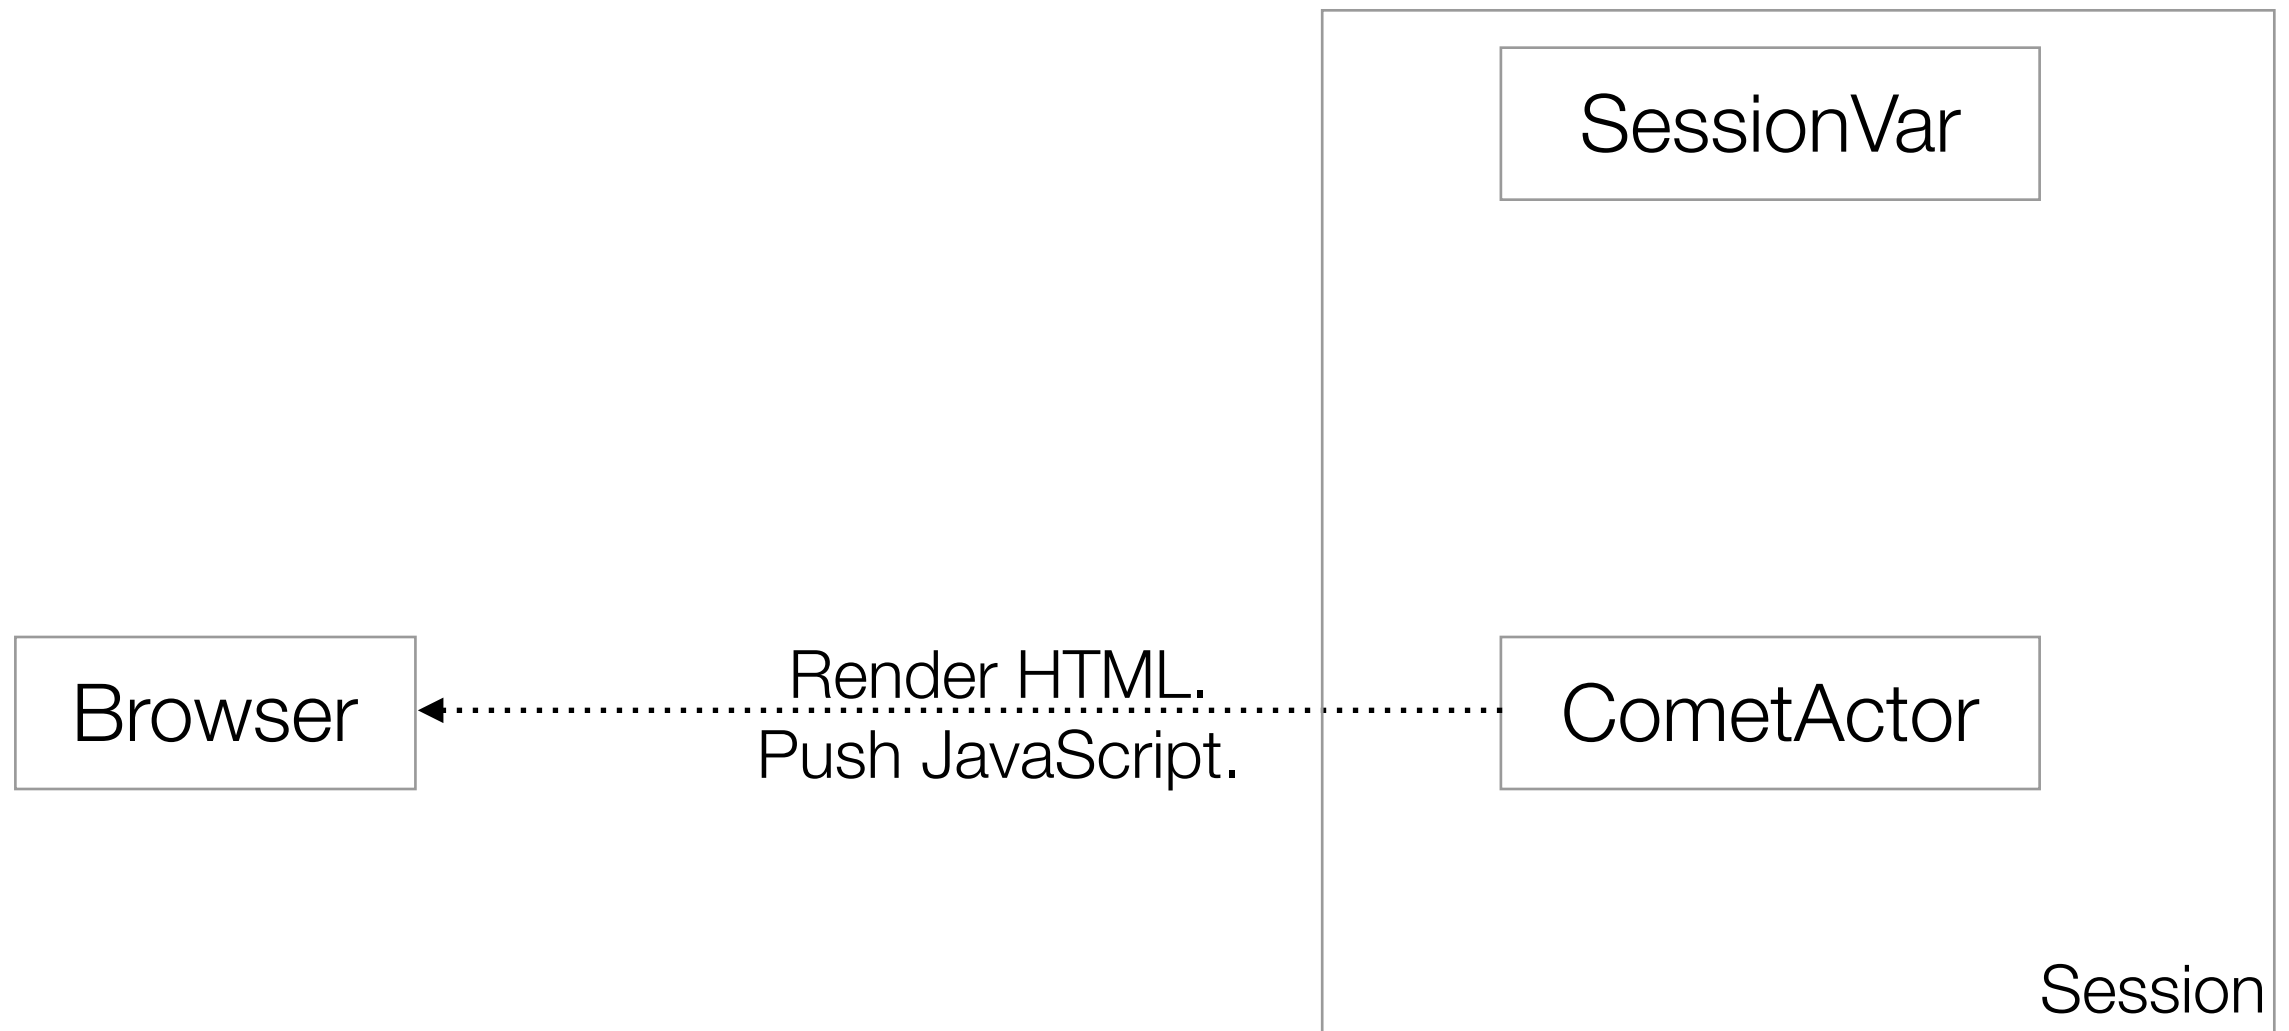 SessionVar
Render HTML.
Browser
CometActor
Push JavaScript.
Session